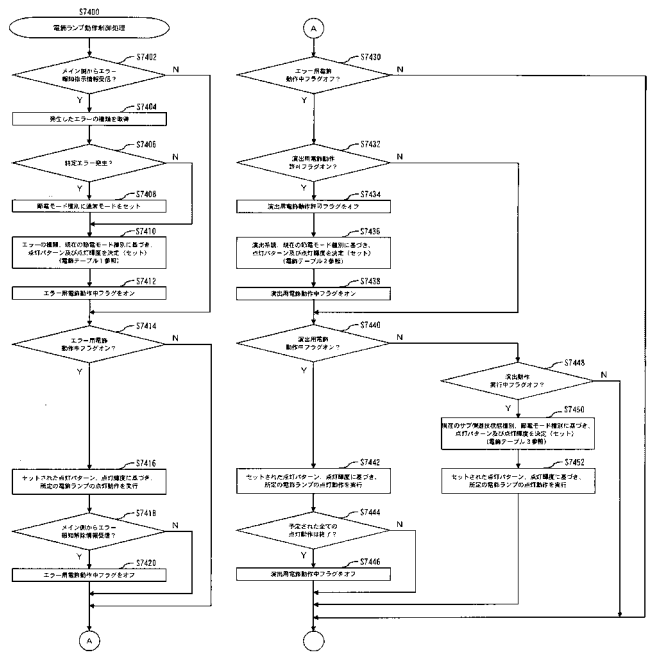 S7400
電飾ランプ動作制御処理
S7402
メイン側からエラー
報知指示情報受信?
N
Y
S7404
発生したエラーの種類を取得
S7406
特定エラー発生?
N
Y
S7408
節電モード種別に通常モードをセット
S7410
エラーの種類、現在の節電モード種別に基づき、
点灯パターン及び点灯輝度を決定(セット)
(電飾テーブル1参照)
S7412
エラー用電飾動作中フラグをオン
S7414
エラー用電飾
動作中フラグオン?
N
Y
S7416
セットされた点灯パターン、点灯輝度に基づき、
所定の電飾ランプの点灯動作を実行
S7418
メイン側からエラー
報知解除情報受信?
N
Y
S7420
エラー用電飾動作中フラグをオフ
A
A
S7430
エラー用電飾
動作中フラグオフ?
N
Y
S7432
演出用電飾動作
許可フラグオン?
N
Y
S7434
演出用電飾動作許可フラグをオフ
S7436
演出系統、現在の節電モード種別に基づき、
点灯パターン及び点灯輝度を決定(セット)
(電飾テーブル2参照)
S7438
演出用電飾動作中フラグをオン
S7440
演出用電飾
動作中フラグオン?
N
Y
S7442
セットされた点灯パターン、点灯輝度に基づき、
所定の電飾ランプの点灯動作を実行
S7444
予定された全ての
点灯動作は終了?
N
Y
S7446
演出用電飾動作中フラグをオフ
S7448
演出動作
実行中フラグオフ?
N
Y
S7450
現在のサブ側遊技状態種別、節電モード種別に基づき、
点灯パターン及び点灯輝度を決定(セット)
(電飾テーブル3参照)
S7452
セットされた点灯パターン、点灯輝度に基づき、
所定の電飾ランプの点灯動作を実行